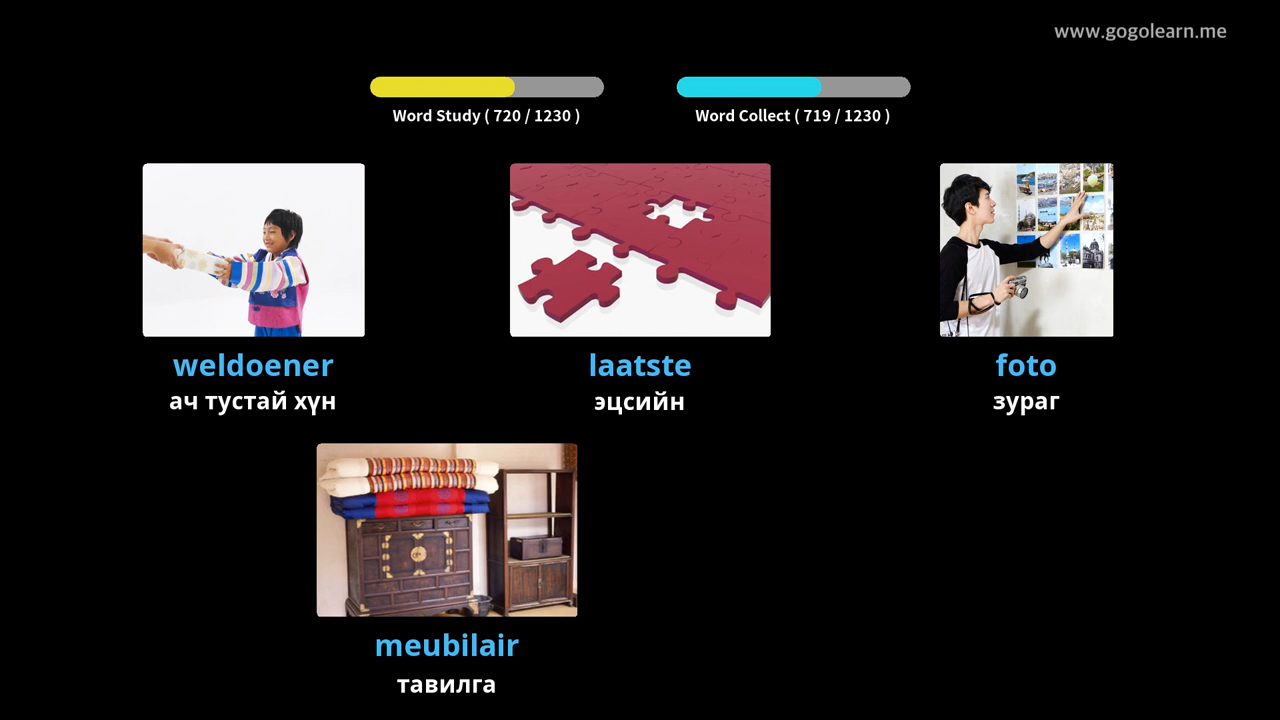 www.gogolearn.me
Word Study ( 720 / 1230 )
Word Collect ( 719 / 1230 )
weldoener
ач тустай хүн
laatste
эцсийн
foto
зураг
meubilair
тавилга